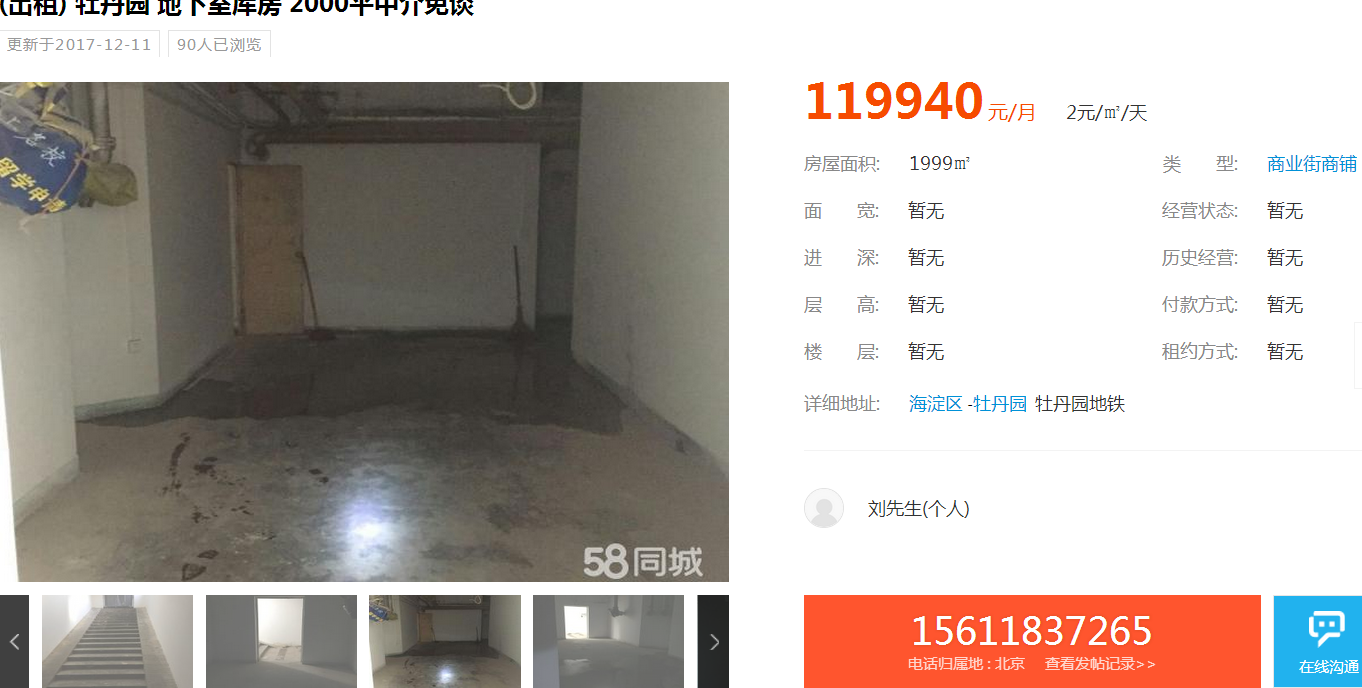 (出租) 牡丹园 地下室库房 2000平中介免谈
更新于2017-12-11 90人已浏览
119940 元/月 2元/㎡/天
房屋面积: 1999㎡ 类 型: 商业街商铺
面 宽: 暂无 经营状态: 暂无
进 深: 暂无 历史经营: 暂无
层 高: 暂无 付款方式: 暂无
楼 层: 暂无 租约方式: 暂无
详细地址: 海淀区 -牡丹园 牡丹园地铁
刘先生(个人)
名校
留学申
58同城
15611837265
电话归属地 : 北京 查看发帖记录>>
在线沟通